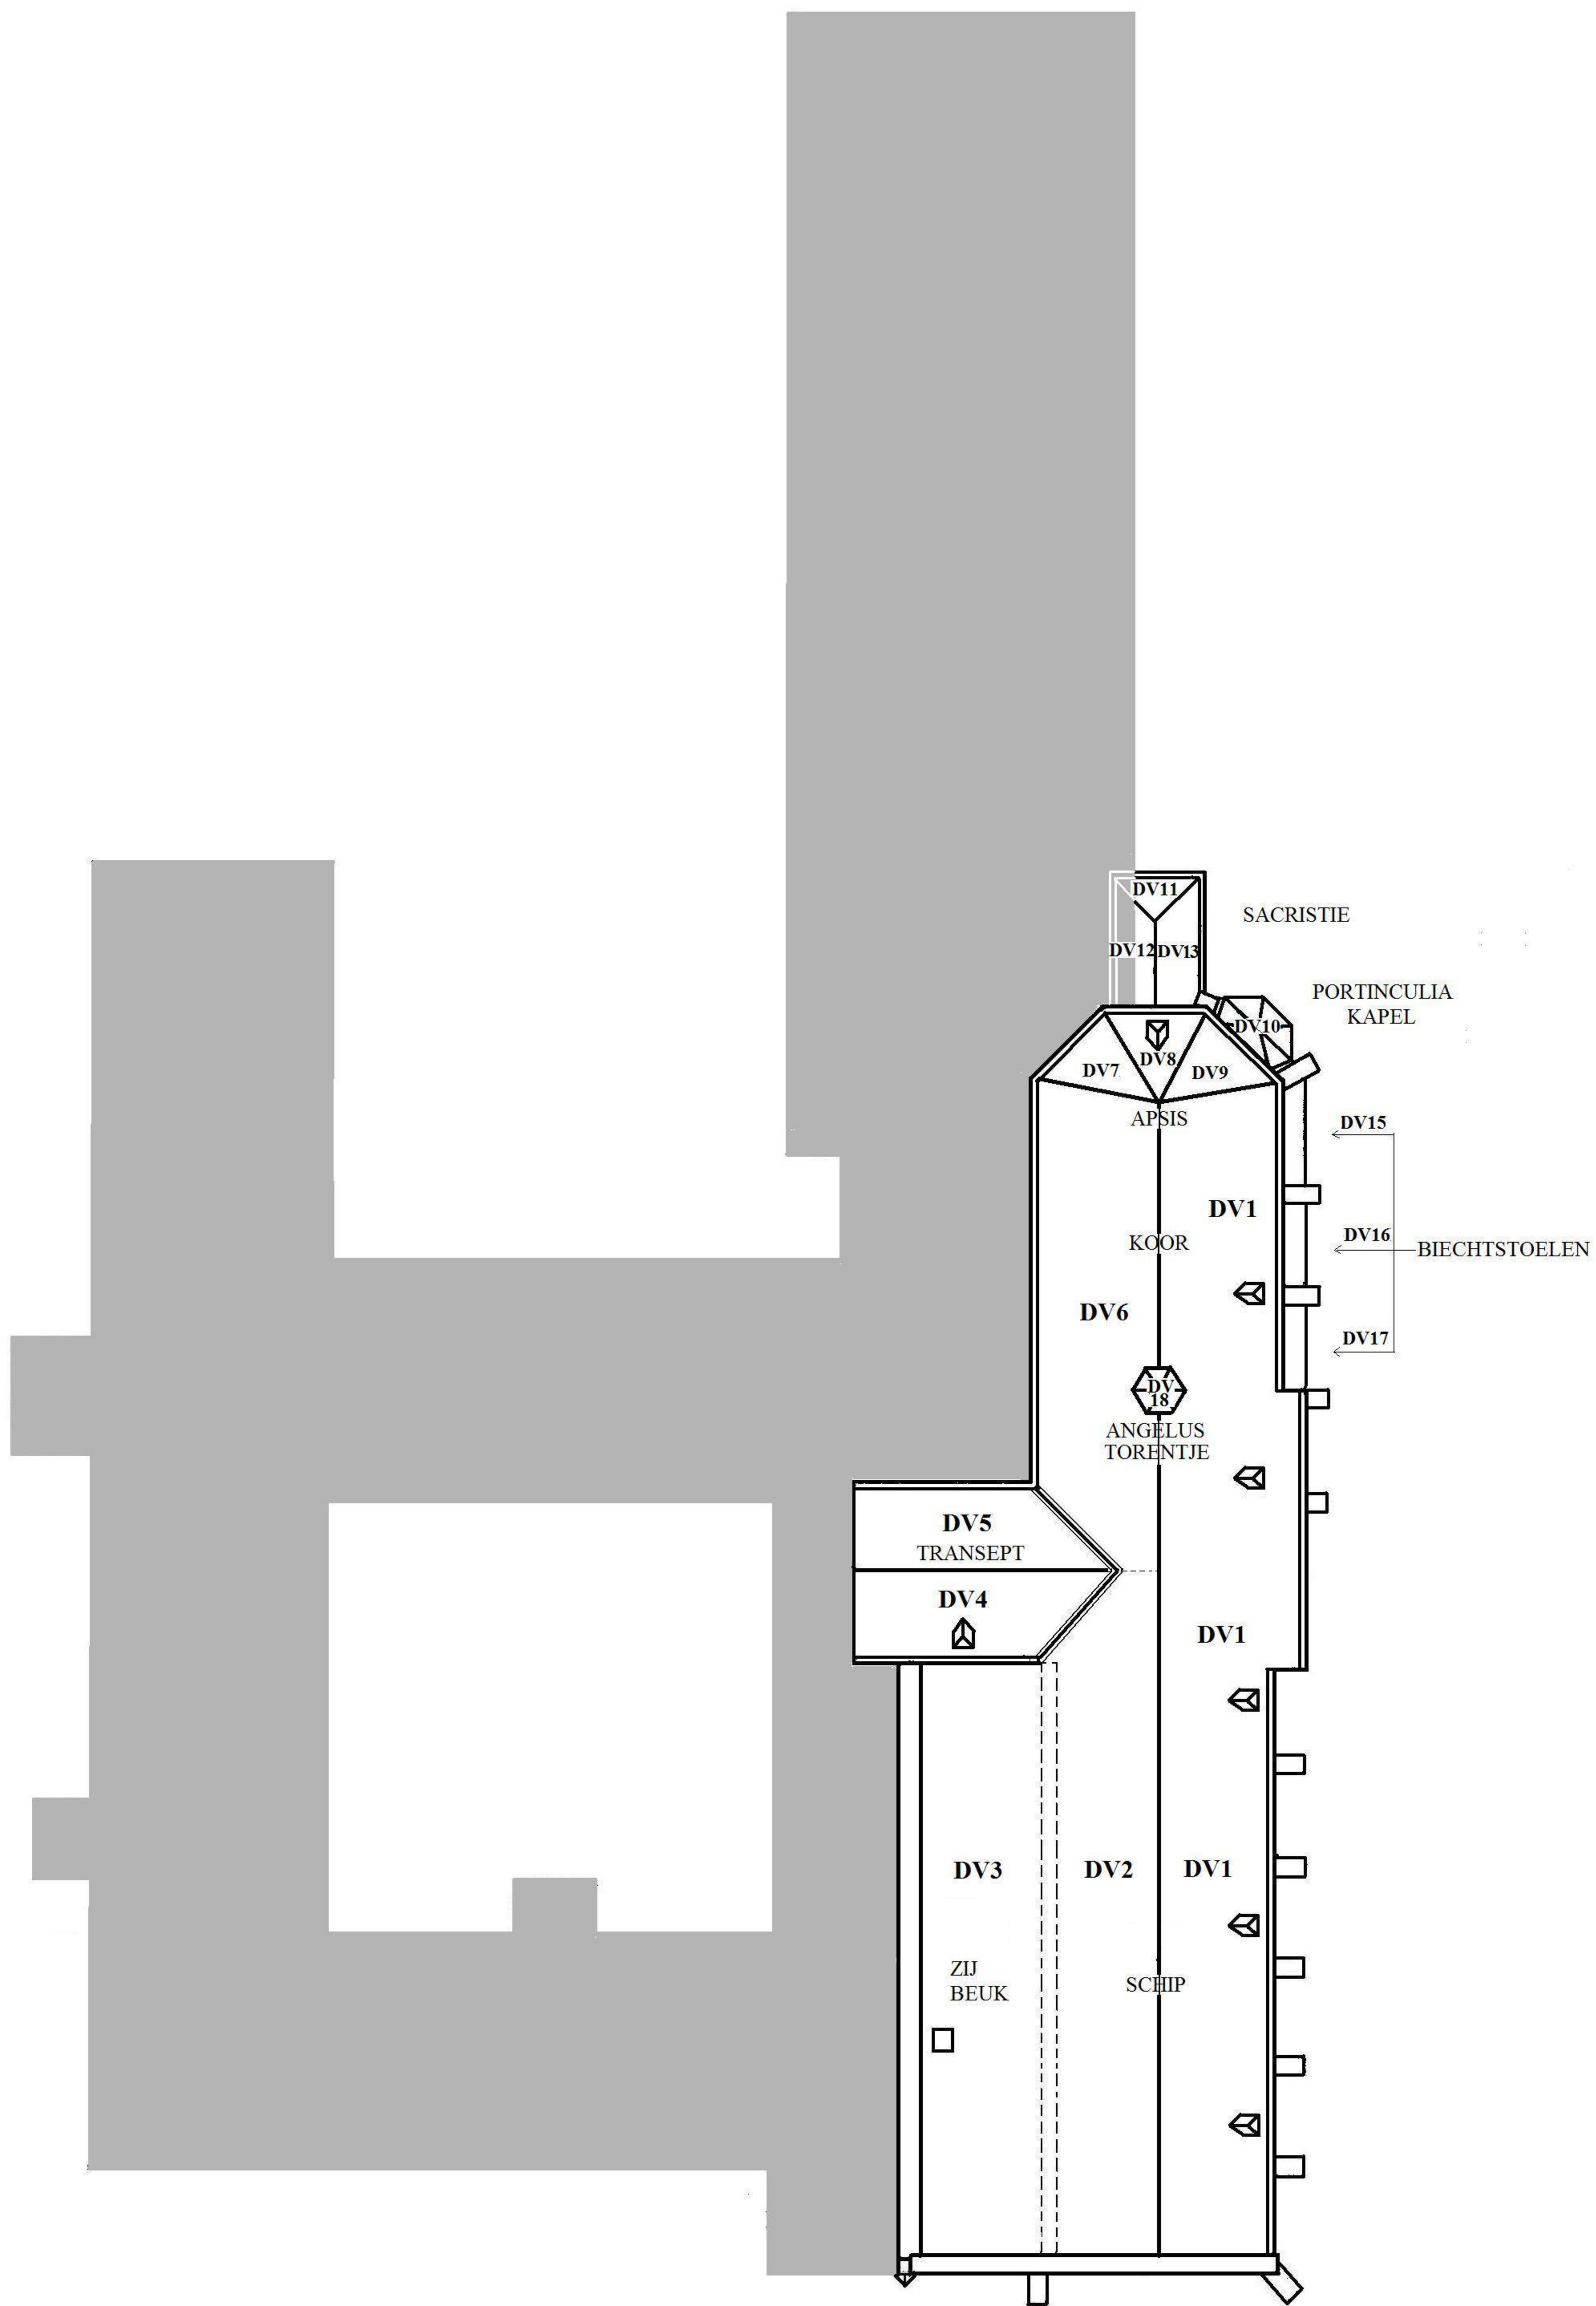 DV11
SACRISTIE
DV12
DV13
PORTINCULIA
KAPEL
DV10
DV8
DV7
DV9
APSIS
DV15
DV1
DV16
KOOR
BIECHTSTOELEN
DV6
DV17
DV
18
ANGELUS
TORENTJE
DV5
TRANSEPT
DV4
DV1
DV3
DV2
DV1
ZIJ
BEUK
SCHIP